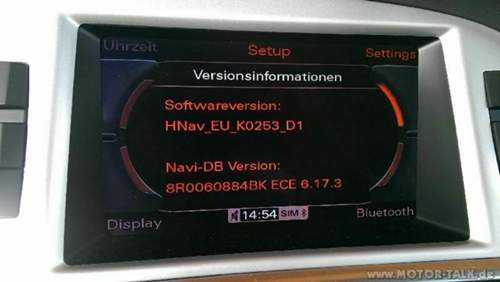 Uhrzeit
Setup
Settings
Versionsinformationen
Softwareversion:
HNav_EU_K0253_D1
Navi-DB Version:
8R0060884BK ECE 6.17.3
14:54 SIM
Display
Bluetooth
www.MOTOR-TALK.de